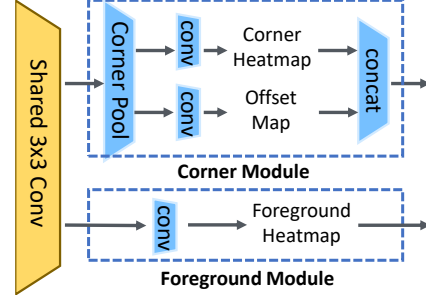 Shared 3x3 Conv
Corner Pool
conv
Corner
Heatmap
conv
Offset
Map
concat
Corner Module
conv
Foreground
Heatmap
Foreground Module